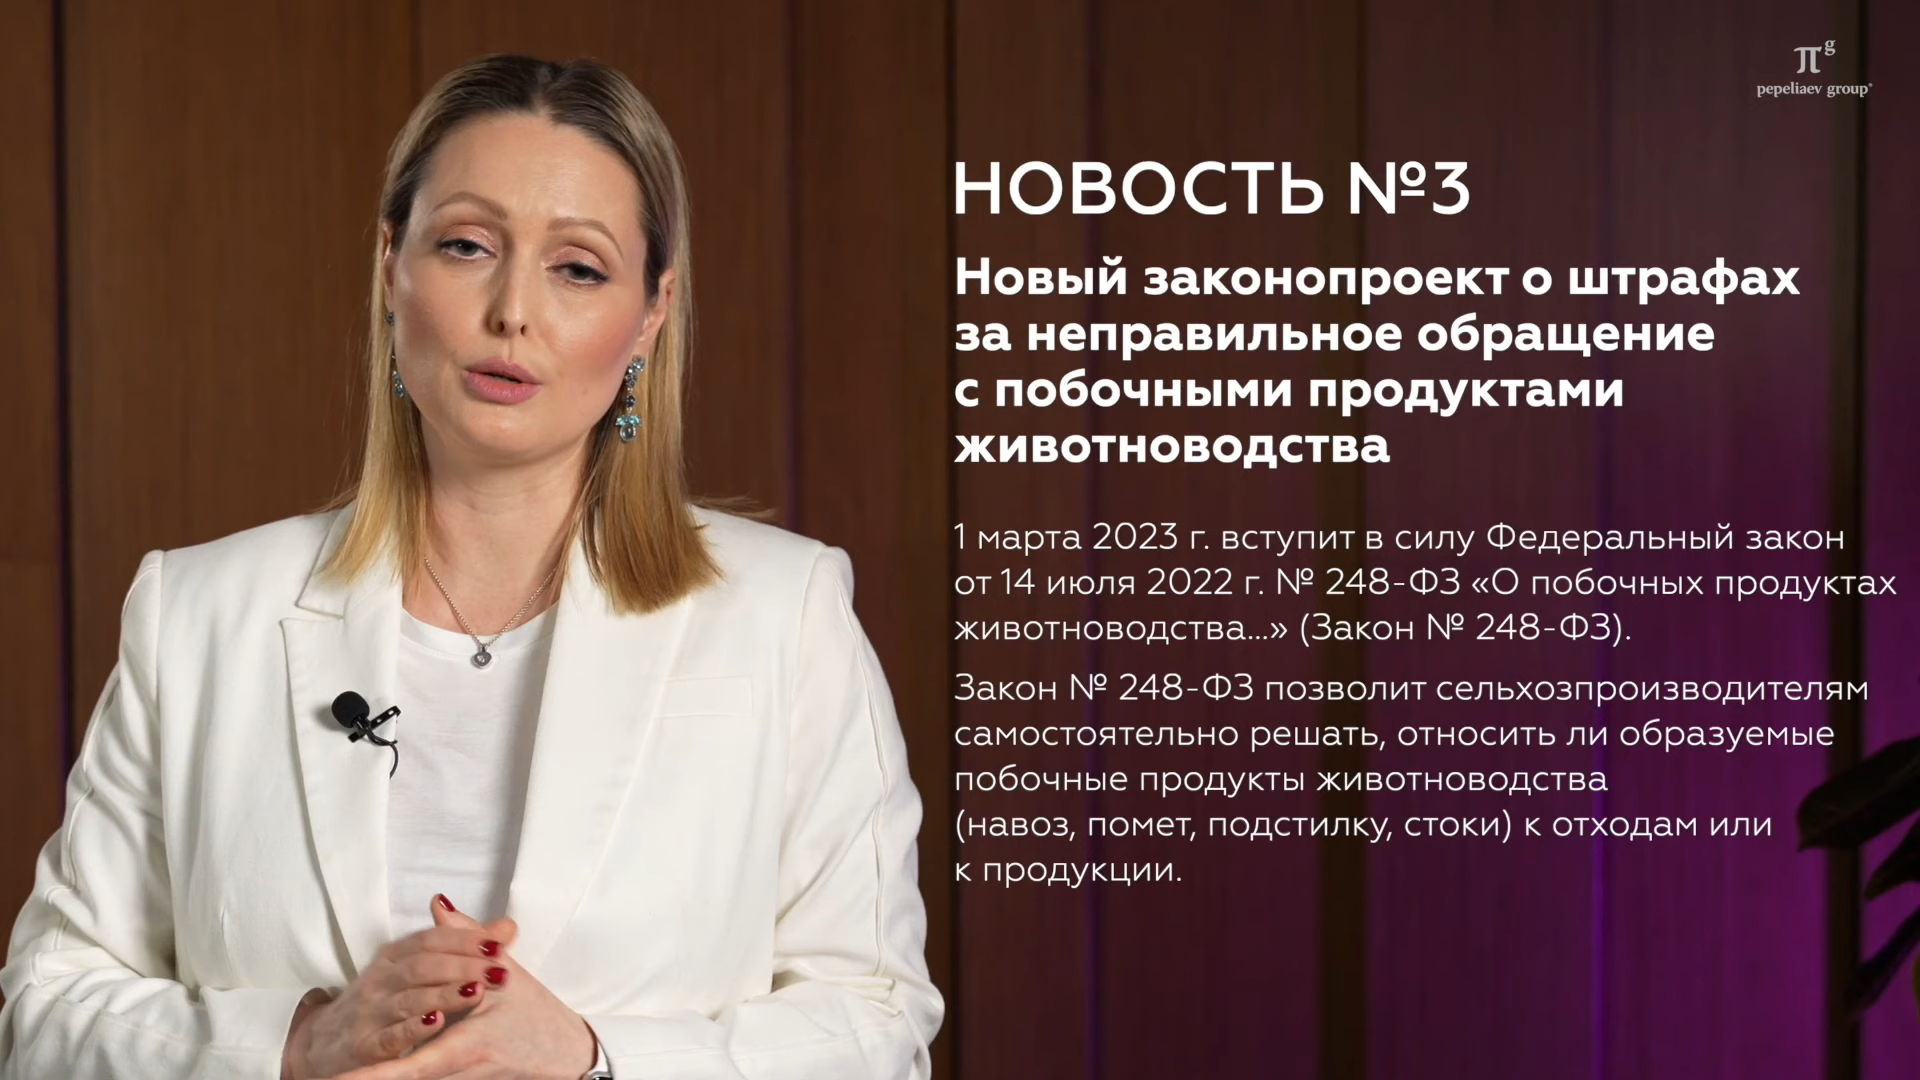 πg
pepeliaev group®
НОВОСТЬ №3
Новый законопроект о штрафах
за неправильное обращение
с побочными продуктами
животноводства
1 марта 2023 г. вступит в силу Федеральный закон
от 14 июля 2022 г. № 248-ФЗ «О побочных продуктах
животноводства...» (Закон № 248-ФЗ).
Закон № 248-ФЗ позволит сельхозпроизводителям
самостоятельно решать, относить ли образуемые
побочные продукты животноводства
(навоз, помет, подстилку, стоки) к отходам или
к продукции.